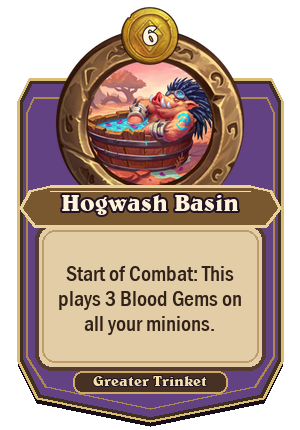 6
Hogwash Basin
Start of Combat: This
plays 3 Blood Gems on
all your minions.
Greater Trinket